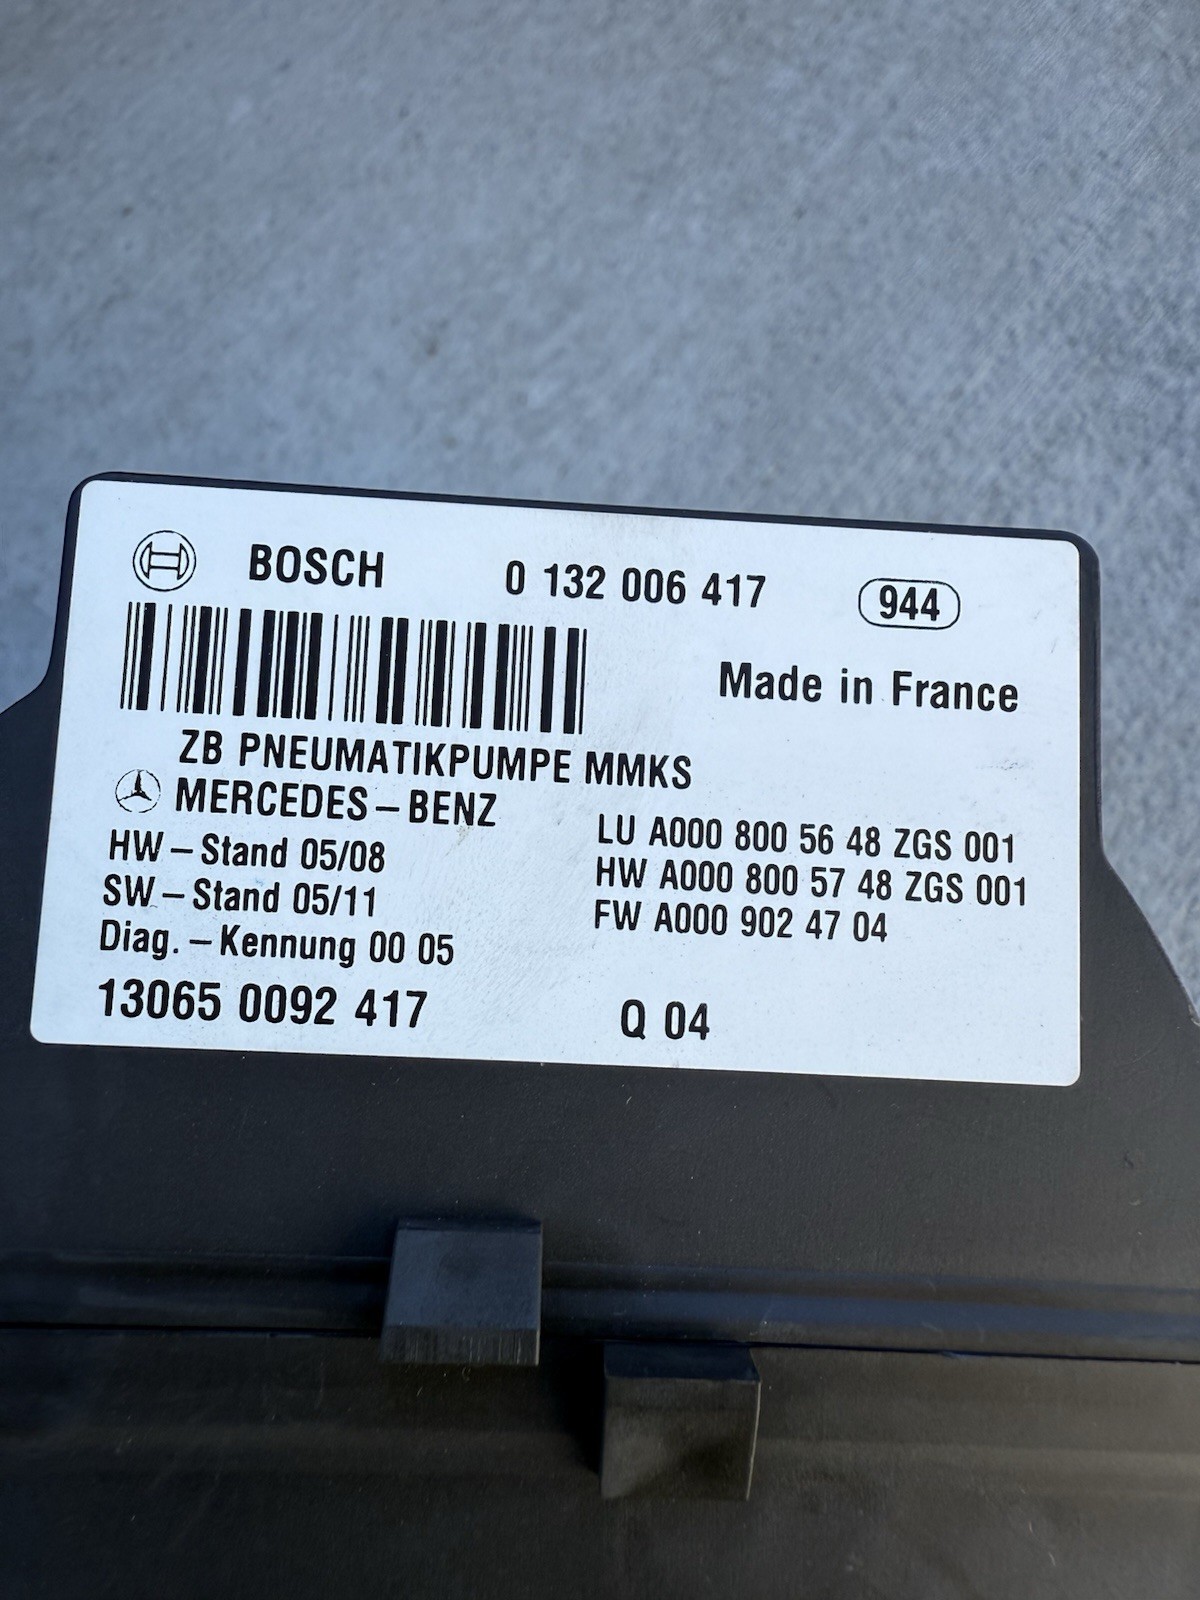 BOSCH 0 132 006 417 944
Made in France
ZB PNEUMATIKPUMPE MMKS
MERCEDES-BENZ
LU A000 800 56 48 ZGS 001
HW-Stand 05/08
HW A000 800 57 48 ZGS 001
SW-Stand 05/11
FW A000 902 47 04
Diag.-Kennung 00 05
13065 0092 417 Q 04